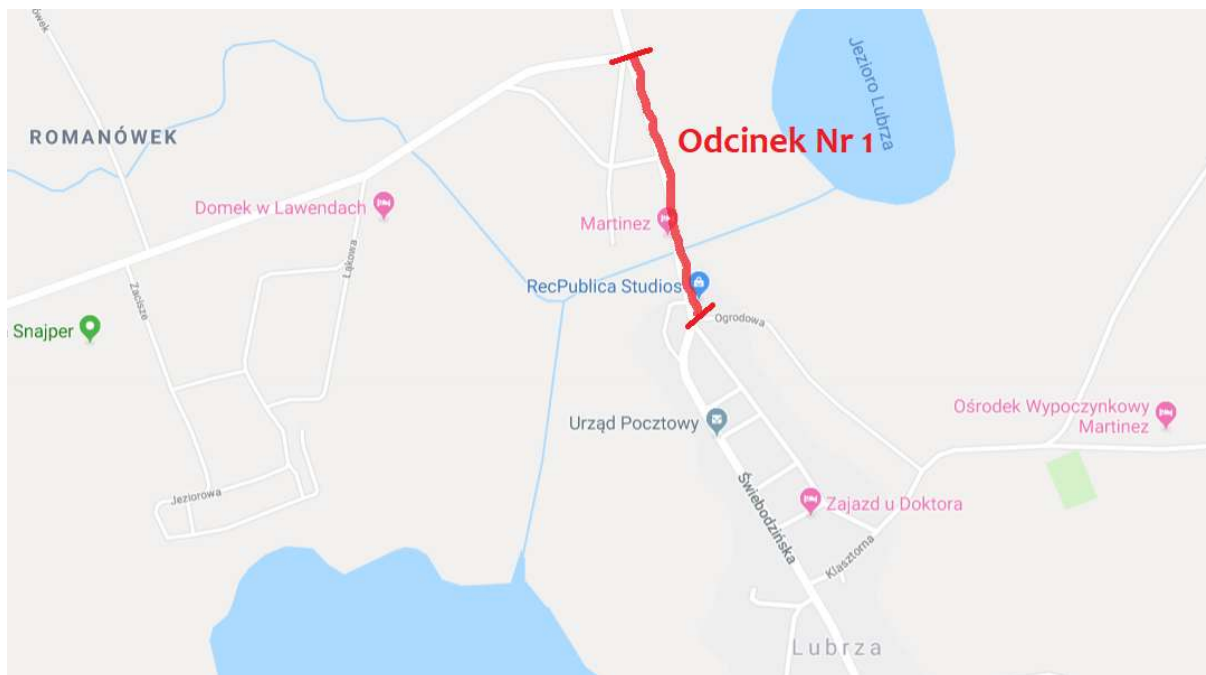 ówek
Jezioro Lubrza
ROMANÓWEK
Odcinek Nr 1
Domek w Lawendach
Martinez
Łąkowa
RecPublica Studios
Zacisze
Ogrodowa
Snajper
Ośrodek Wypoczynkowy
Martinez
Urząd Pocztowy
Jeziorowa
Świebodzińska
Zajazd u Doktora
Klasztorna
Lubrza